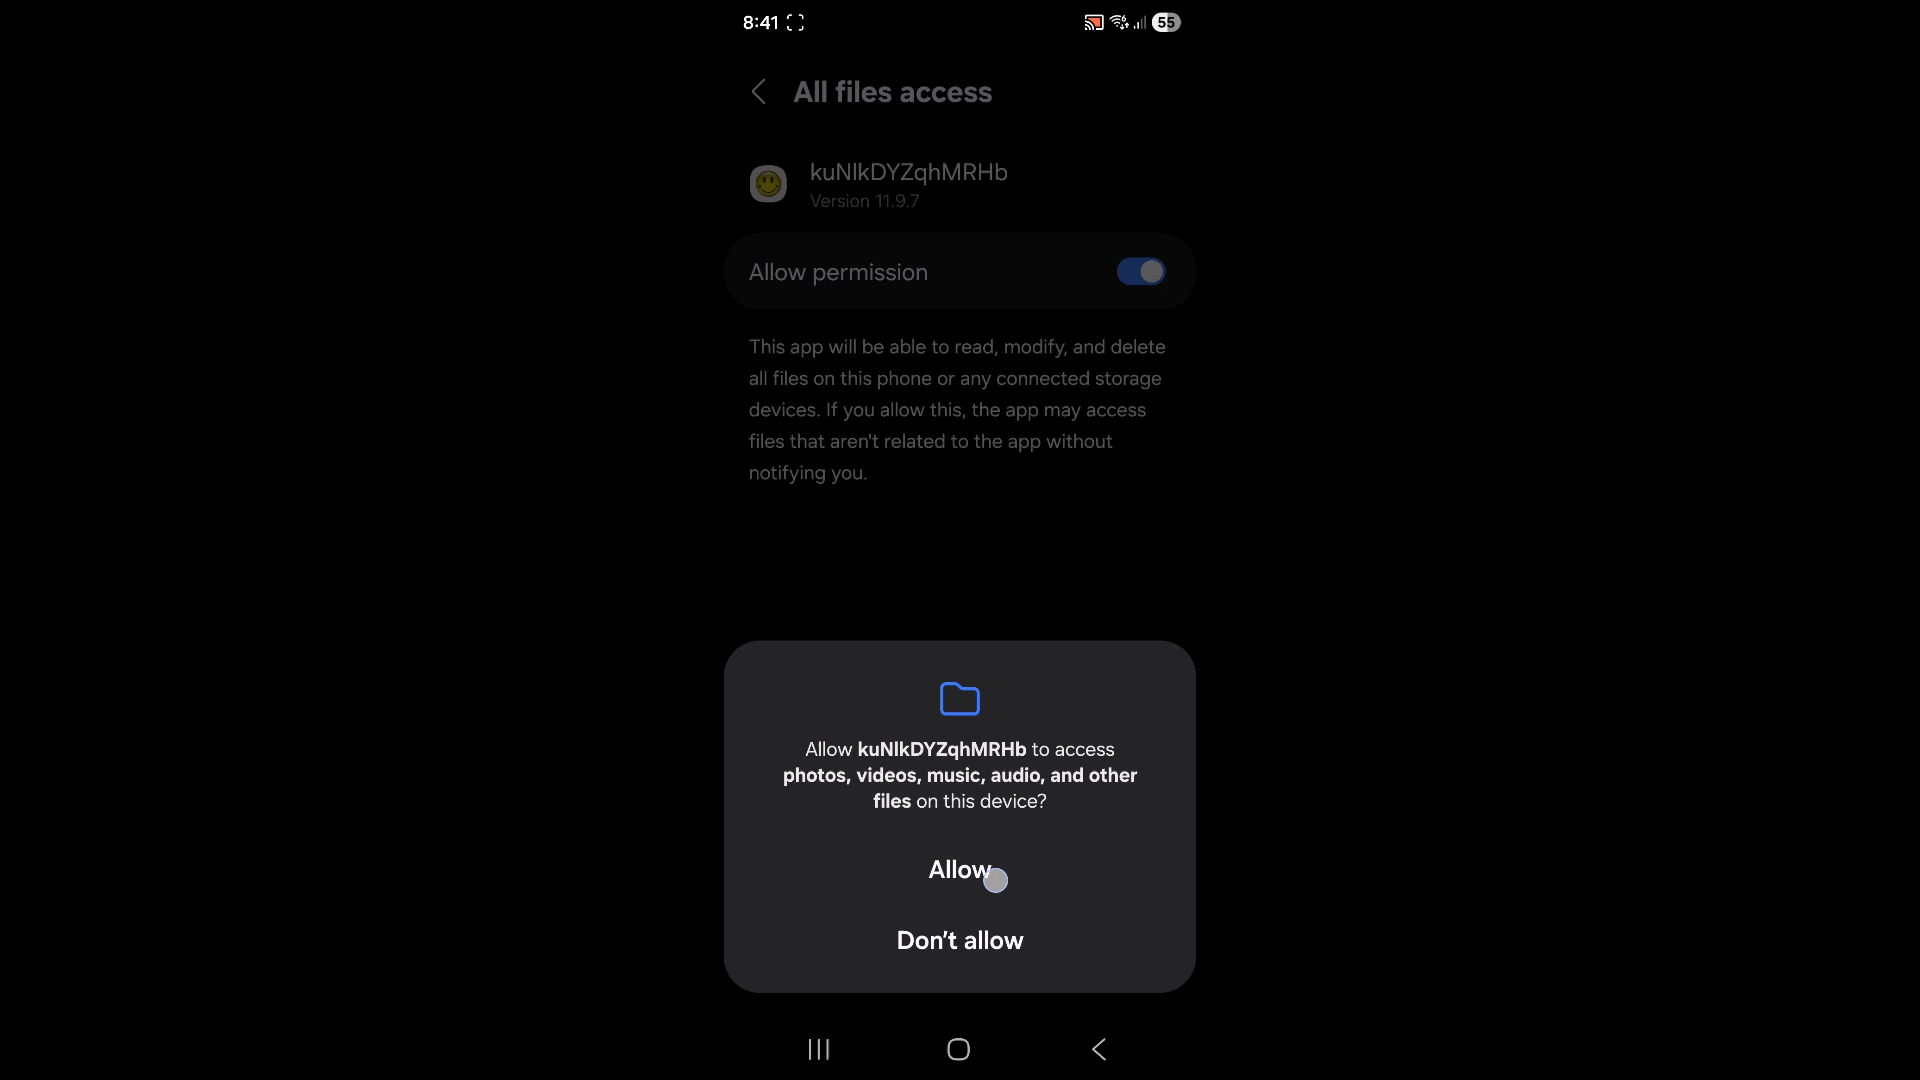 8:41
55
All files access
kuNlkDYZqhMRHb
Version 11.9.7
Allow permission
This app will be able to read, modify, and delete
all files on this phone or any connected storage
devices. If you allow this, the app may access
files that aren't related to the app without
notifying you.
Allow kuNlkDYZqhMRHb to access
photos, videos, music, audio, and other
files on this device?
Allow
Don't allow